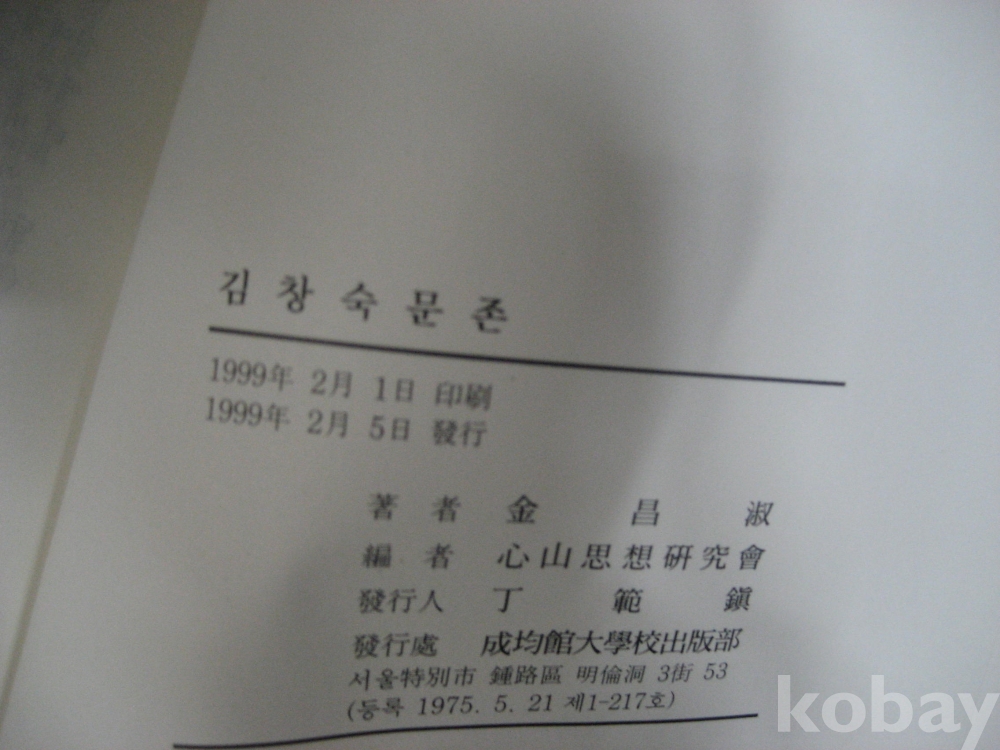 김창숙문존
1999年 2月 1日 印刷
1999年 2月 5日 發行
著者 金昌淑
編者 心山思想硏究會
發行人 丁範鎭
發行處 成均館大學校出版部
서울特別市 鍾路區 明倫洞 3街 53
(등록 1975. 5. 21 제1-217호)
kobay